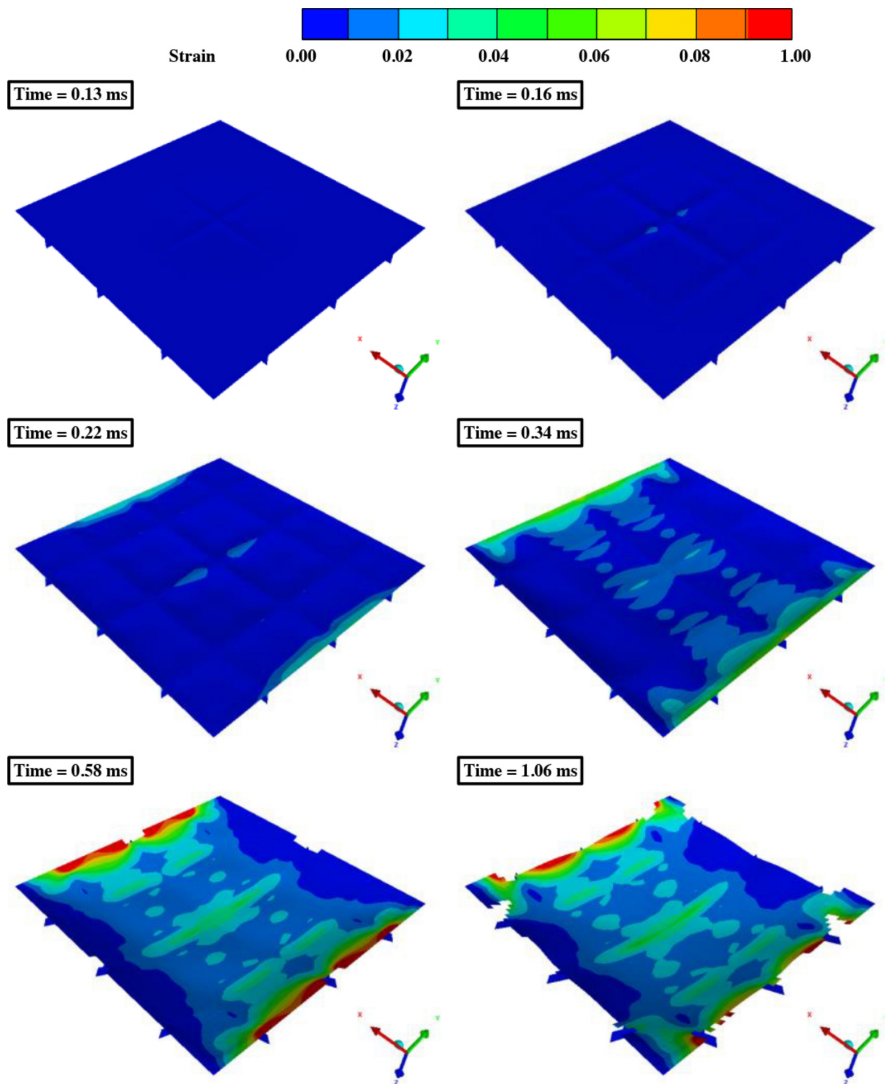 Strain 0.00 0.02 0.04 0.06 0.08 1.00
Time = 0.13 ms Time = 0.16 ms
X Y Z X Z
Time = 0.22 ms Time = 0.34 ms
X Y Z X Z
Time = 0.58 ms Time = 1.06 ms
X Y Z X Z